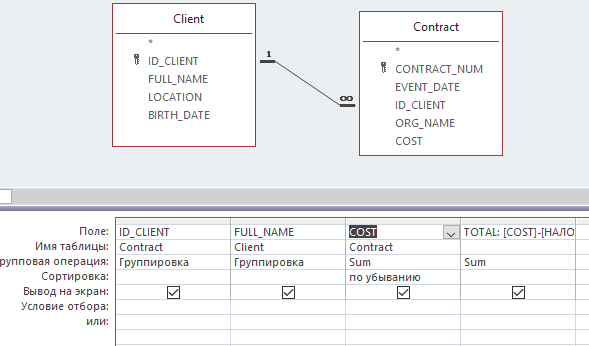 Client
*
ID_CLIENT
FULL_NAME
LOCATION
BIRTH_DATE
1
∞
Contract
*
CONTRACT_NUM
EVENT_DATE
ID_CLIENT
ORG_NAME
COST
Поле: ID_CLIENT FULL_NAME COST TOTAL: [COST]-[НАЛО
Имя таблицы: Contract Client Contract
рупповая операция: Группировка Группировка Sum Sum
Сортировка: по убыванию
Вывод на экран:
Условие отбора:
или: